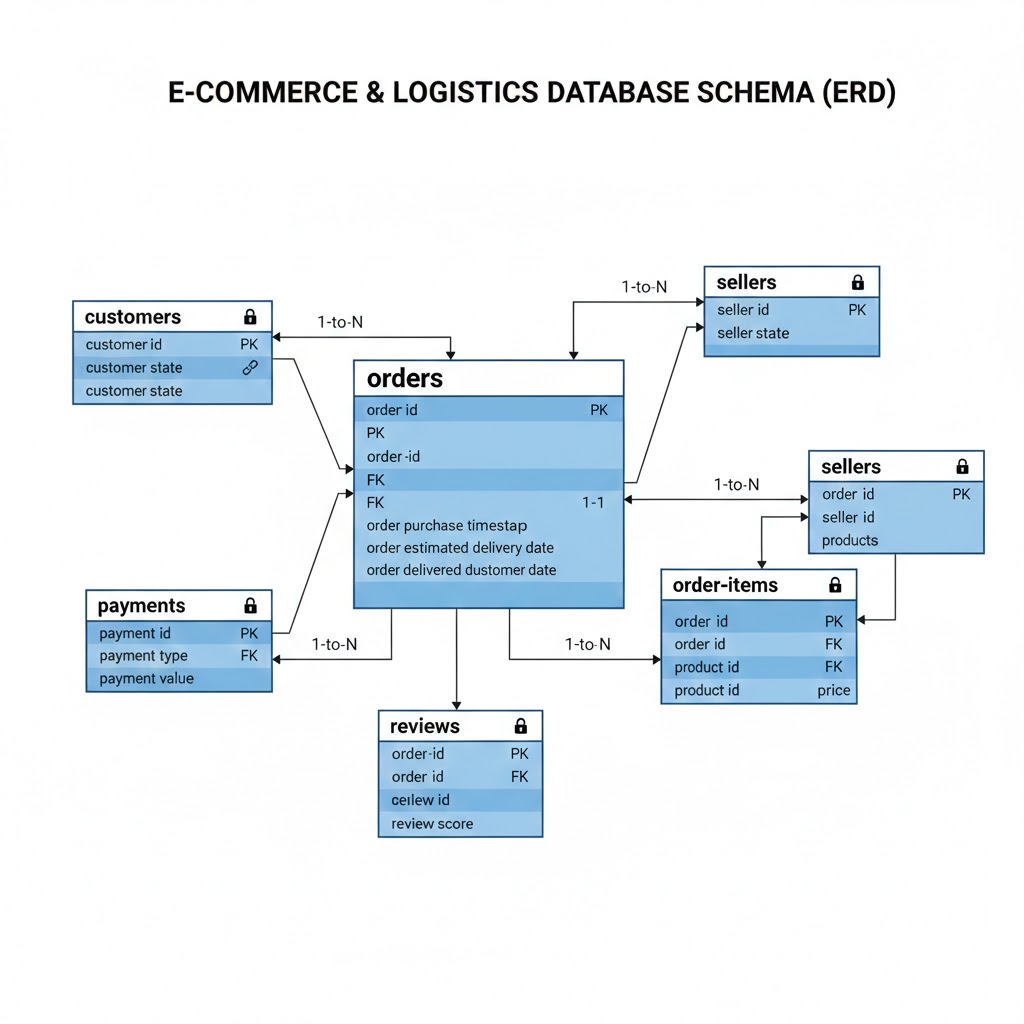 E-COMMERCE & LOGISTICS DATABASE SCHEMA (ERD)
customers
customer id PK
customer state
customer state
1-to-N
1-to-N
sellers
seller id PK
seller state
orders
order id PK
PK
order-id
FK
FK 1-1
order purchase timestap
order estimated delivery date
order delivered dustomer date
1-to-N
sellers
order id PK
seller id
products
payments
payment id PK
payment type FK
payment value
1-to-N
1-to-N
order-items
order id PK
order id FK
product id FK
product id price
reviews
order-id PK
order id FK
cerlew id
review score